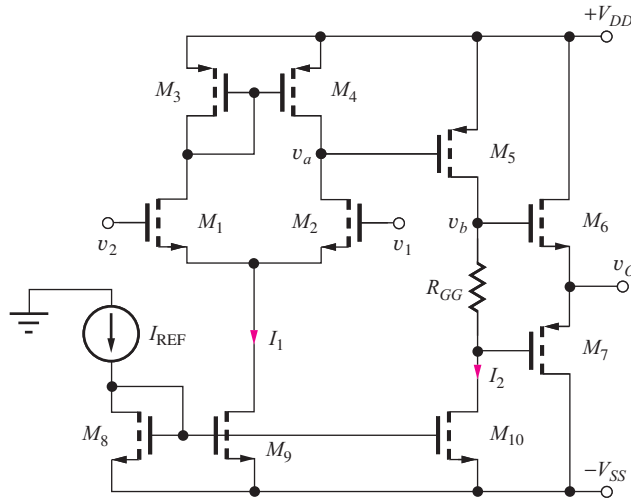 +V_DD
M_3
M_4
v_a
M_5
M_1
M_2
v_b
M_6
v_2
v_1
v_O
R_GG
I_REF
I_1
I_2
M_7
M_8
M_9
M_10
−V_SS